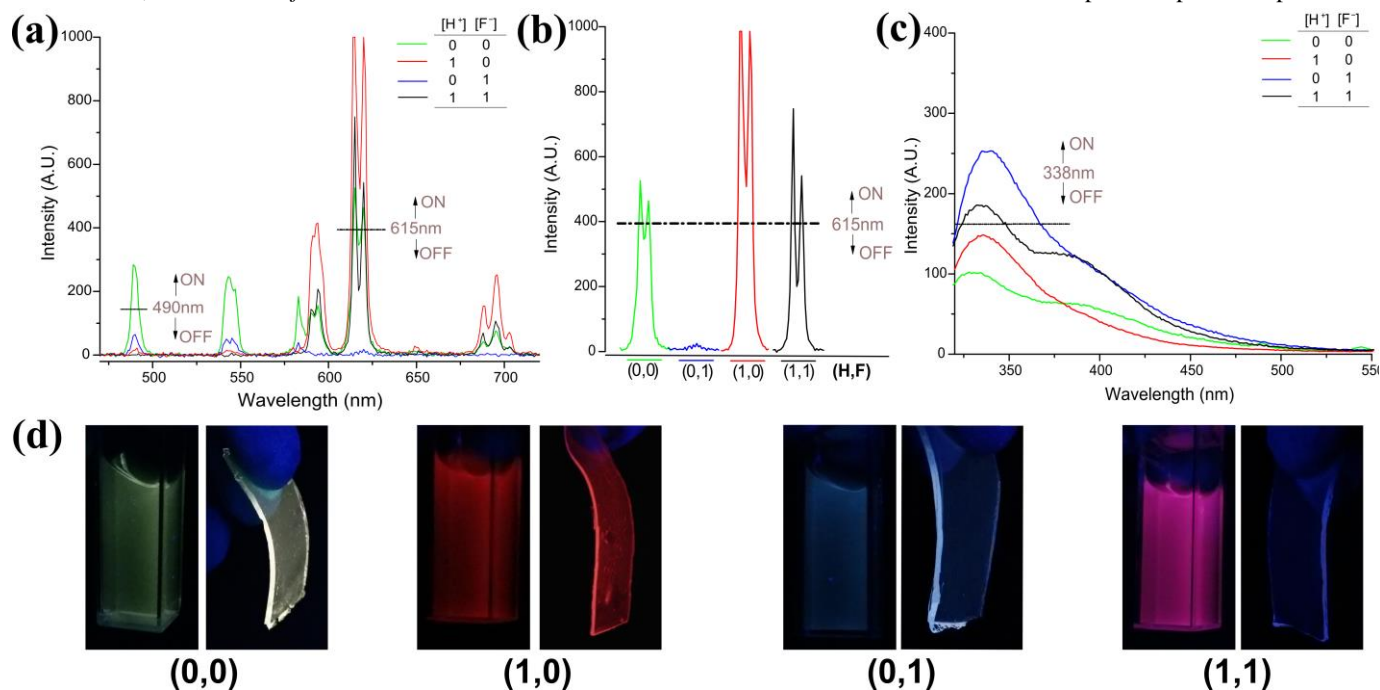 (a)
[H⁺] [F⁻]
0 0
1 0
0 1
1 1
Intensity (A.U.)
1000
800
600
400
200
0
ON
490nm
OFF
ON
615nm
OFF
500 550 600 650 700
Wavelength (nm)
(b)
Intensity (A.U.)
1000
800
600
400
200
0
ON
615nm
OFF
(0,0) (0,1) (1,0) (1,1) (H,F)
(c)
[H⁺] [F⁻]
0 0
1 0
0 1
1 1
Intensity (A.U.)
400
300
200
100
0
ON
338nm
OFF
350 400 450 500 550
Wavelength (nm)
(d)
(0,0) (1,0) (0,1) (1,1)